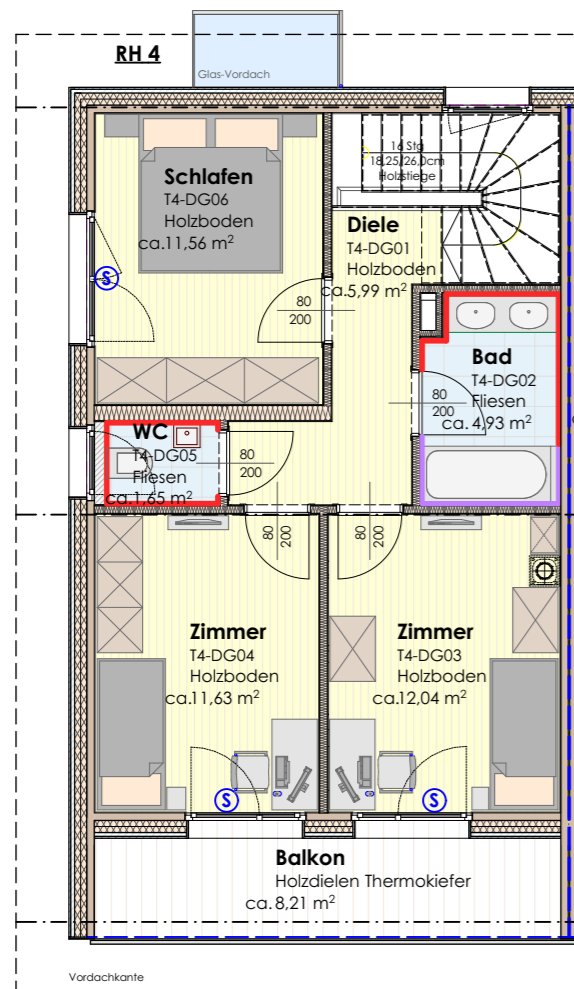 RH 4
Glas-Vordach
16 Stg
18,25/26,0cm
Holzstiege
Schlafen
T4-DG06
Holzboden
ca.11,56 m²
S
80
200
Diele
T4-DG01
Holzboden
ca.5,99 m²
Bad
T4-DG02
Fliesen
ca. 4,93 m²
80
200
WC
T4-DG05
Fliesen
ca.1,65 m²
80
200
80
200
80
200
Zimmer
T4-DG04
Holzboden
ca.11,63 m²
S
Zimmer
T4-DG03
Holzboden
ca.12,04 m²
S
Balkon
Holzdielen Thermokiefer
ca. 8,21 m²
Vordachkante